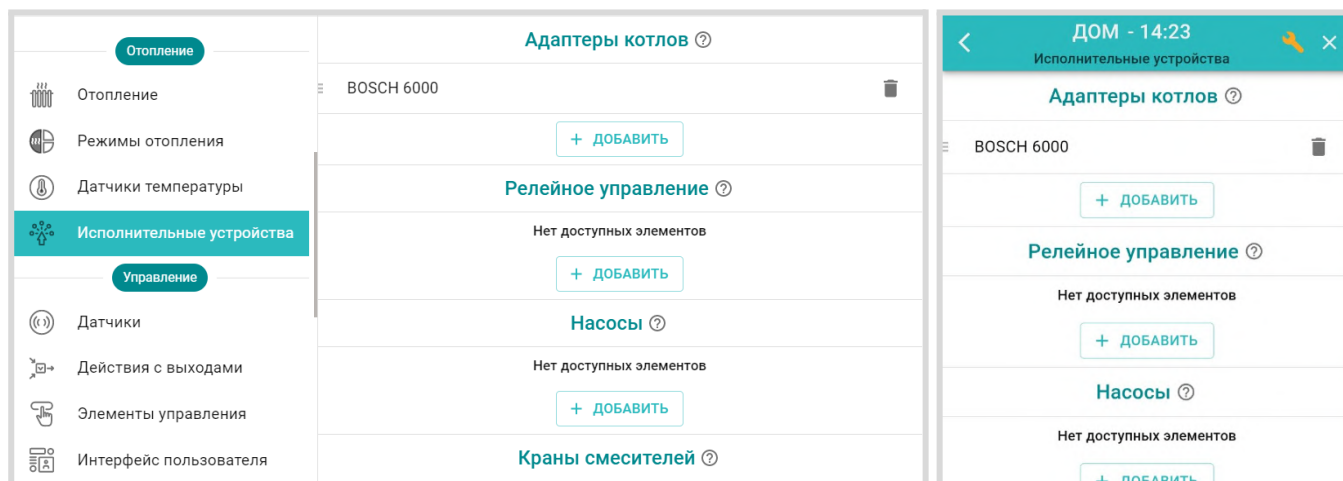 Отопление
Отопление
Режимы отопления
Датчики температуры
Исполнительные устройства
Управление
Датчики
Действия с выходами
Элементы управления
Интерфейс пользователя
Адаптеры котлов ?
BOSCH 6000
+ ДОБАВИТЬ
Релейное управление ?
Нет доступных элементов
+ ДОБАВИТЬ
Насосы ?
Нет доступных элементов
+ ДОБАВИТЬ
Краны смесителей ?
ДОМ - 14:23
Исполнительные устройства
Адаптеры котлов ?
BOSCH 6000
+ ДОБАВИТЬ
Релейное управление ?
Нет доступных элементов
+ ДОБАВИТЬ
Насосы ?
Нет доступных элементов
+ ДОБАВИТЬ